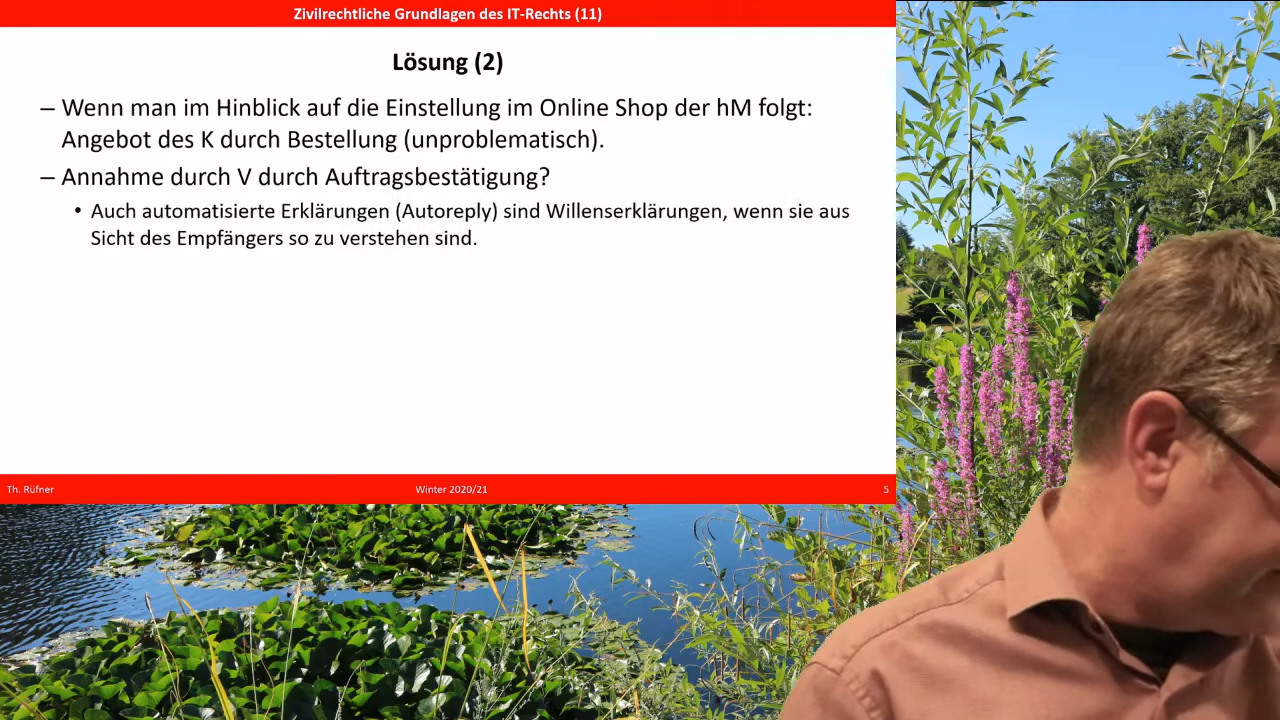 Zivilrechtliche Grundlagen des IT-Rechts (11)
Lösung (2)
– Wenn man im Hinblick auf die Einstellung im Online Shop der hM folgt:
Angebot des K durch Bestellung (unproblematisch).
– Annahme durch V durch Auftragsbestätigung?
• Auch automatisierte Erklärungen (Autoreply) sind Willenserklärungen, wenn sie aus
Sicht des Empfängers so zu verstehen sind.
Th. Rüfner
Winter 2020/21
5